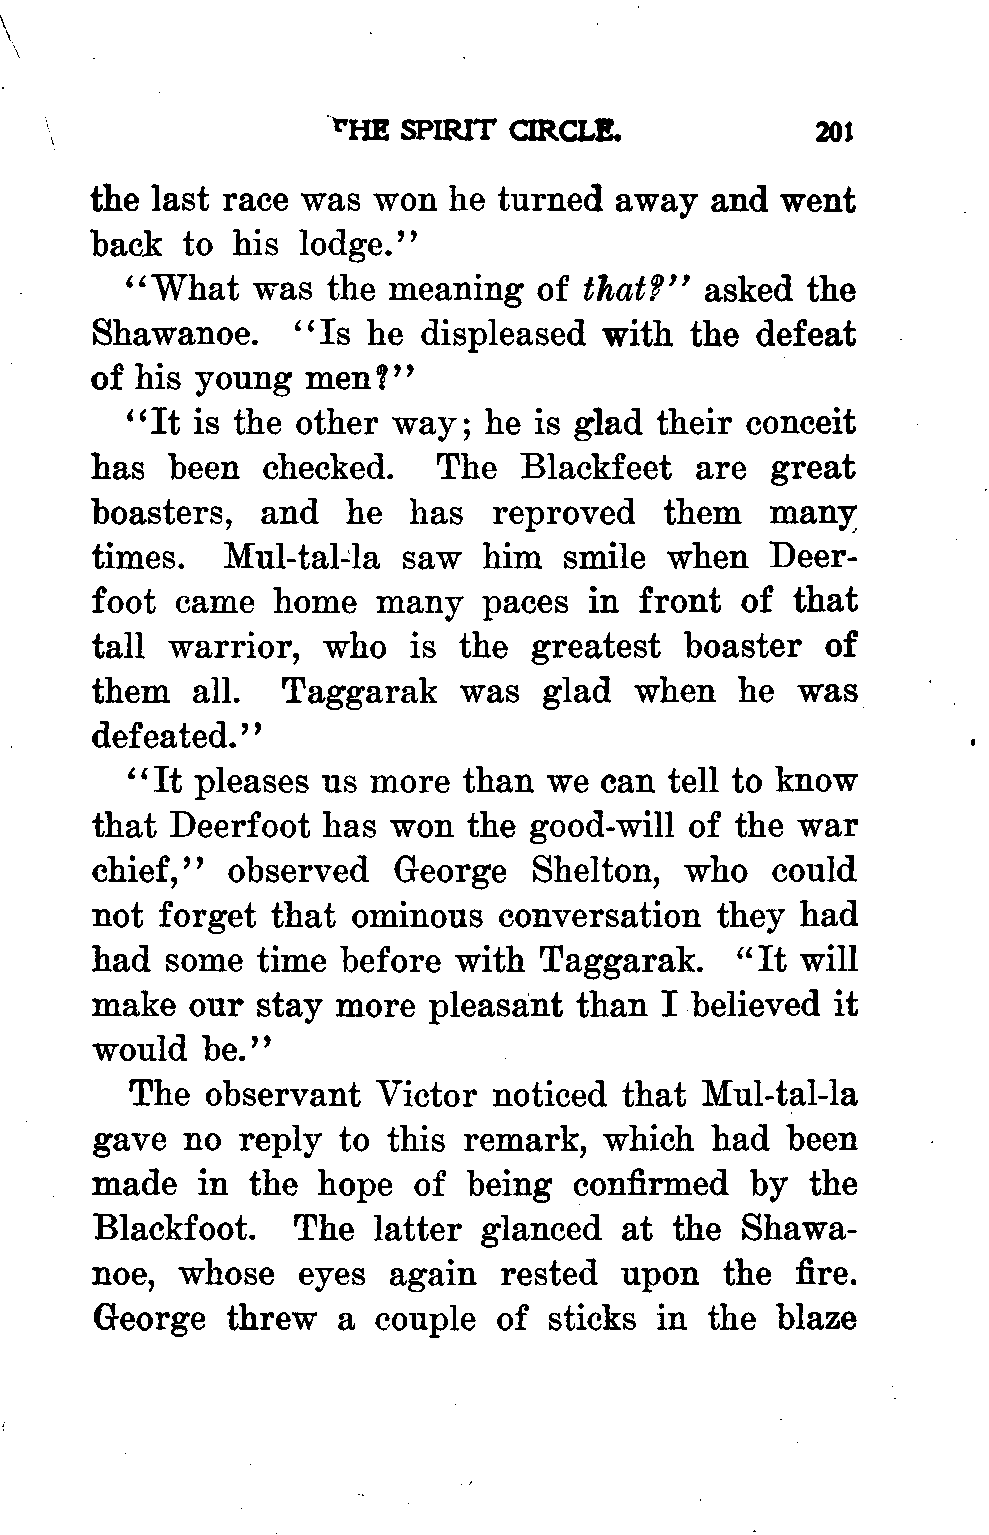 THE SPIRIT CIRCLE. 201
the last race was won he turned away and went
back to his lodge."
"What was the meaning of that?" asked the
Shawanoe. "Is he displeased with the defeat
of his young men?"
"It is the other way; he is glad their conceit
has been checked. The Blackfeet are great
boasters, and he has reproved them many
times. Mul-tal-la saw him smile when Deer-
foot came home many paces in front of that
tall warrior, who is the greatest boaster of
them all. Taggarak was glad when he was
defeated."
"It pleases us more than we can tell to know
that Deerfoot has won the good-will of the war
chief," observed George Shelton, who could
not forget that ominous conversation they had
had some time before with Taggarak. "It will
make our stay more pleasant than I believed it
would be."
The observant Victor noticed that Mul-tal-la
gave no reply to this remark, which had been
made in the hope of being confirmed by the
Blackfoot. The latter glanced at the Shawa-
noe, whose eyes again rested upon the fire.
George threw a couple of sticks in the blaze